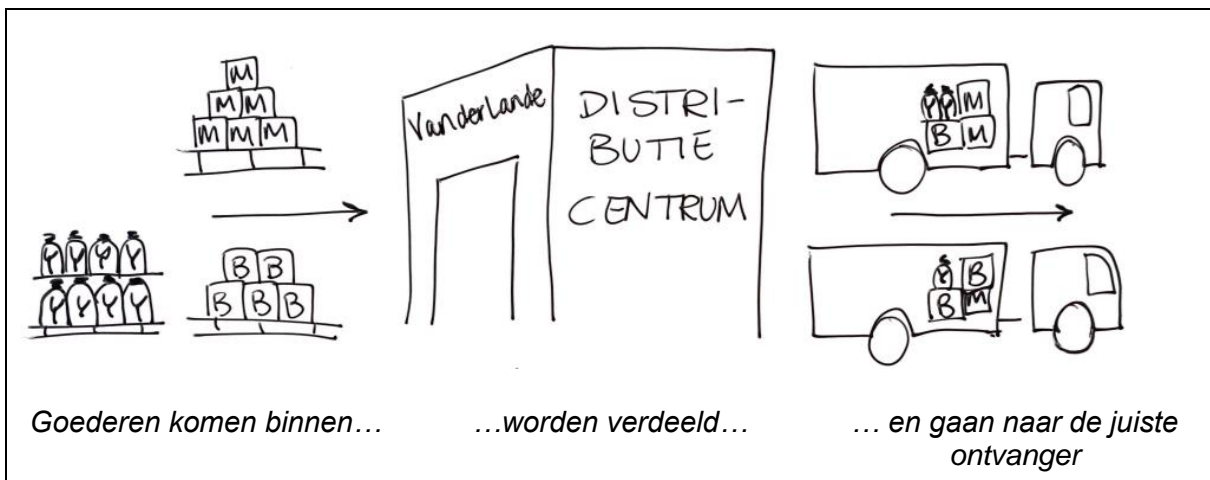 M
M M
M M M
Y Y Y Y
Y Y Y Y
B B
B B B
Vanderlande
DISTRI-
BUTIE
CENTRUM
Y Y M
B M
Y B
B M
Goederen komen binnen…
…worden verdeeld…
… en gaan naar de juiste
ontvanger